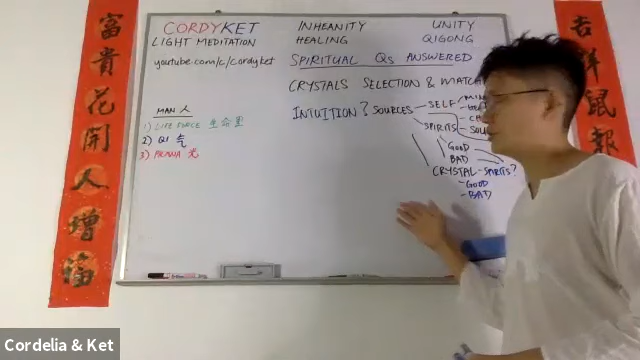 富貴花開人增福
CORDYKET
LIGHT MEDITATION
youtube.com/c/cordyket
INHEANITY
HEALING
UNITY
QIGONG
SPIRITUAL Qs ANSWERED
CRYSTALS SELECTION & MATCH
INTUITION? SOURCES
SELF
SPIRITS
GOOD
BAD
CRYSTAL-SPIRITS?
-GOOD
-BAD
MAN 人
1) LIFE FORCE 生命里
2) QI 气
3) PRANA 光
吉祥鼠報
Cordelia & Ket